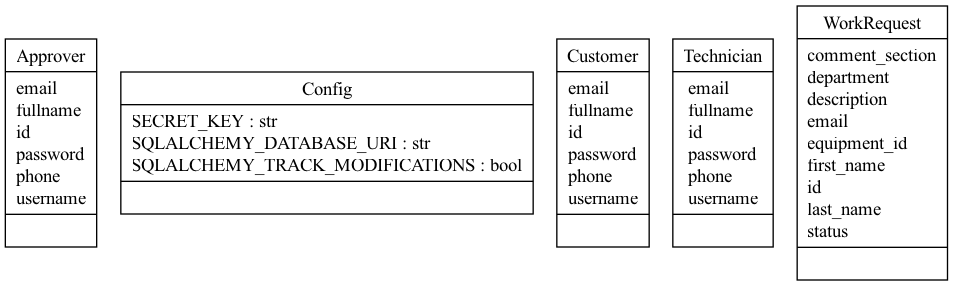 Approver
email
fullname
id
password
phone
username
Config
SECRET_KEY : str
SQLALCHEMY_DATABASE_URI : str
SQLALCHEMY_TRACK_MODIFICATIONS : bool
Customer
email
fullname
id
password
phone
username
Technician
email
fullname
id
password
phone
username
WorkRequest
comment_section
department
description
email
equipment_id
first_name
id
last_name
status